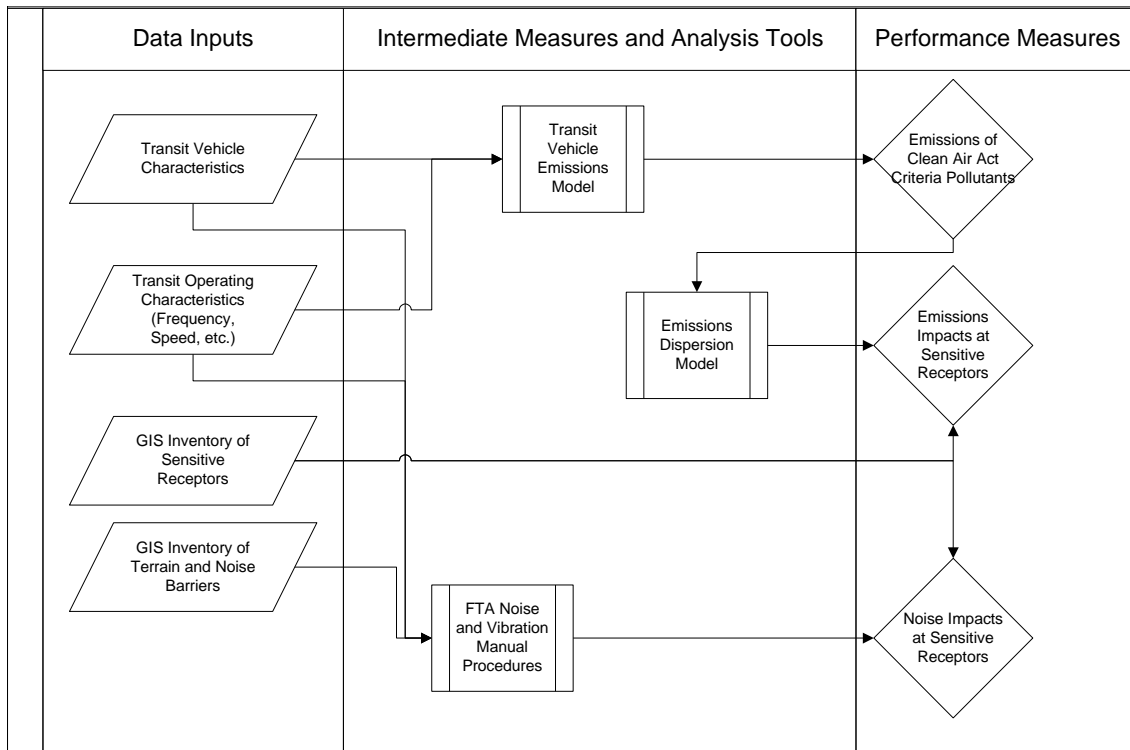 Data Inputs
Intermediate Measures and Analysis Tools
Performance Measures
Transit Vehicle
Characteristics
Transit
Vehicle
Emissions
Model
Emissions of
Clean Air Act
Criteria Pollutants
Transit Operating
Characteristics
(Frequency,
Speed, etc.)
Emissions
Dispersion
Model
Emissions
Impacts at
Sensitive
Receptors
GIS Inventory of
Sensitive
Receptors
GIS Inventory of
Terrain and Noise
Barriers
FTA Noise
and Vibration
Manual
Procedures
Noise Impacts
at Sensitive
Receptors